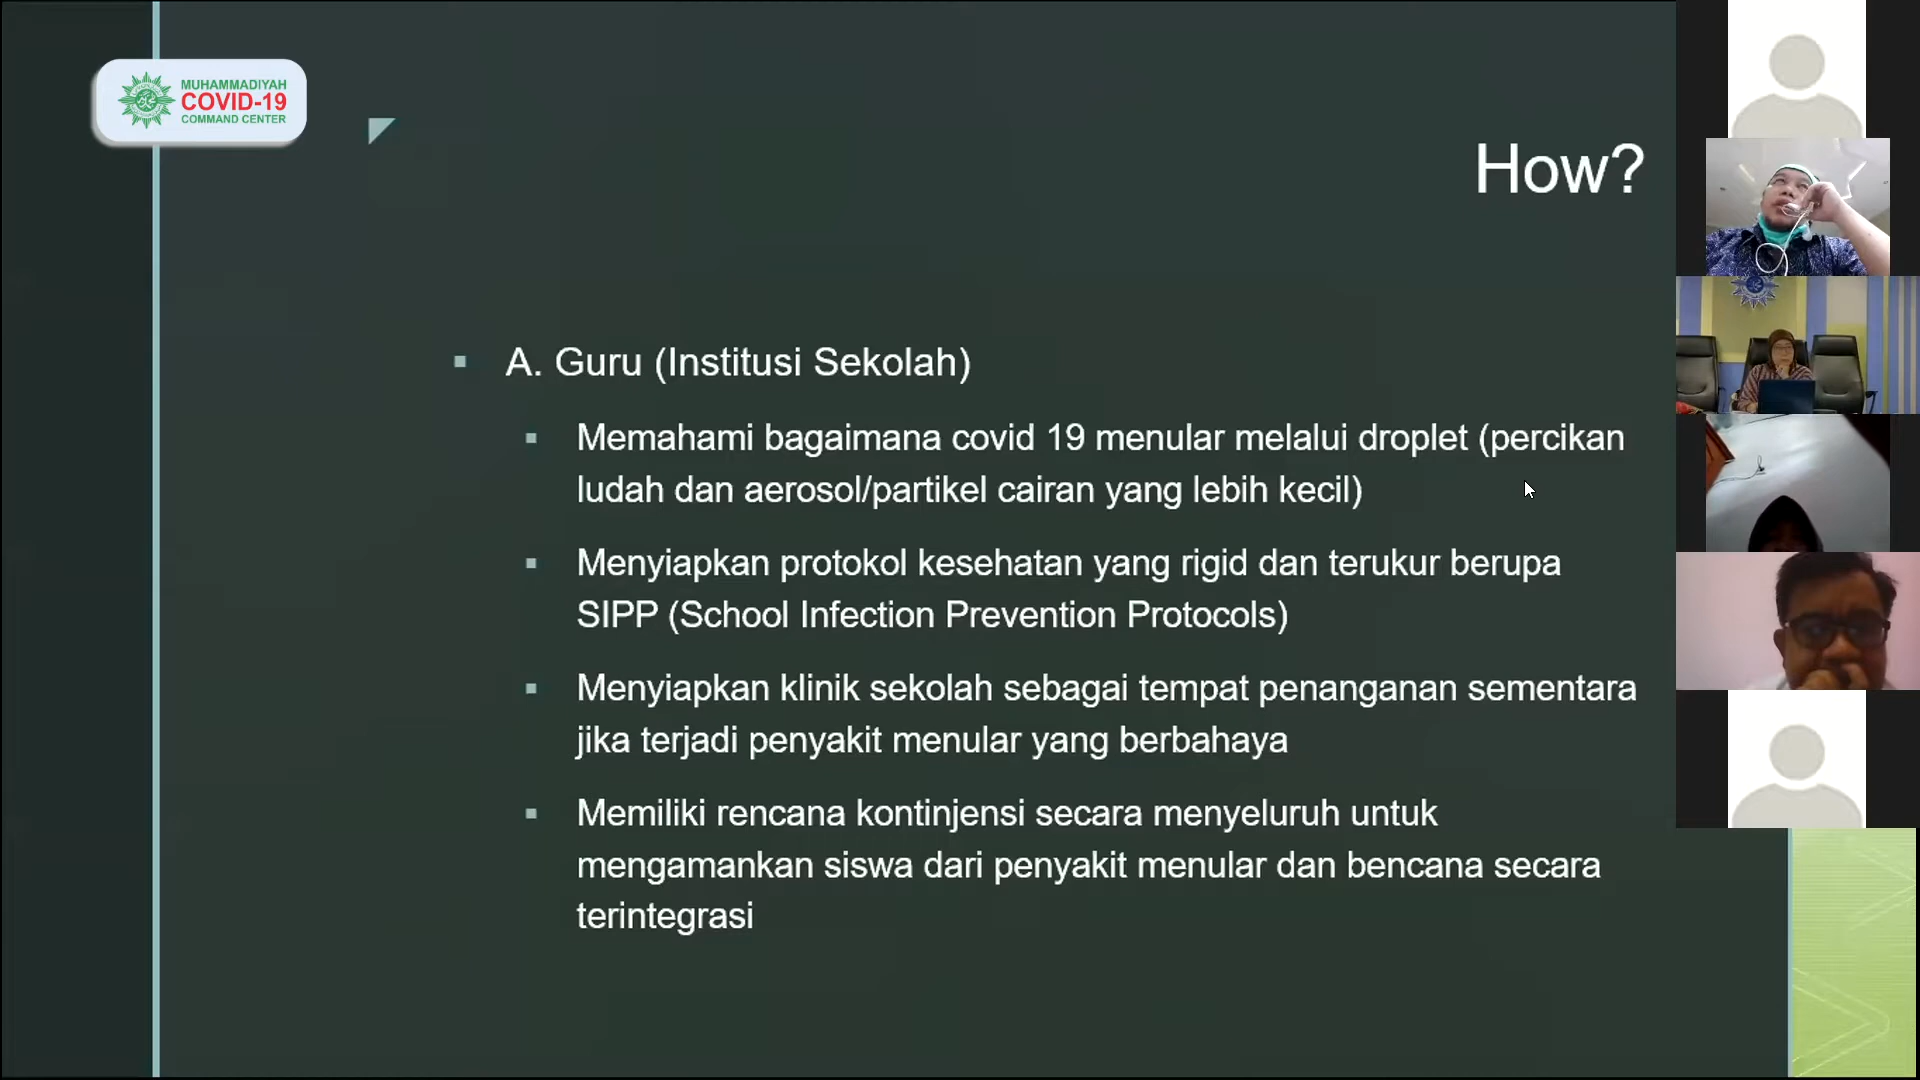 MUHAMMADIYAH
COVID-19
COMMAND CENTER
How?
A. Guru (Institusi Sekolah)
Memahami bagaimana covid 19 menular melalui droplet (percikan
ludah dan aerosol/partikel cairan yang lebih kecil)
Menyiapkan protokol kesehatan yang rigid dan terukur berupa
SIPP (School Infection Prevention Protocols)
Menyiapkan klinik sekolah sebagai tempat penanganan sementara
jika terjadi penyakit menular yang berbahaya
Memiliki rencana kontinjensi secara menyeluruh untuk
mengamankan siswa dari penyakit menular dan bencana secara
terintegrasi